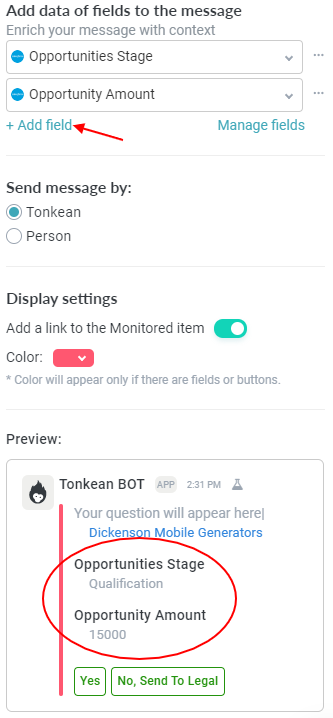 Add data of fields to the message
Enrich your message with context
Opportunities Stage
Opportunity Amount
+ Add field Manage fields
Send message by:
Tonkean
Person
Display settings
Add a link to the Monitored item
Color:
* Color will appear only if there are fields or buttons.
Preview:
Tonkean BOT APP 2:31 PM
Your question will appear here|
Dickenson Mobile Generators
Opportunities Stage
Qualification
Opportunity Amount
15000
Yes No, Send To Legal